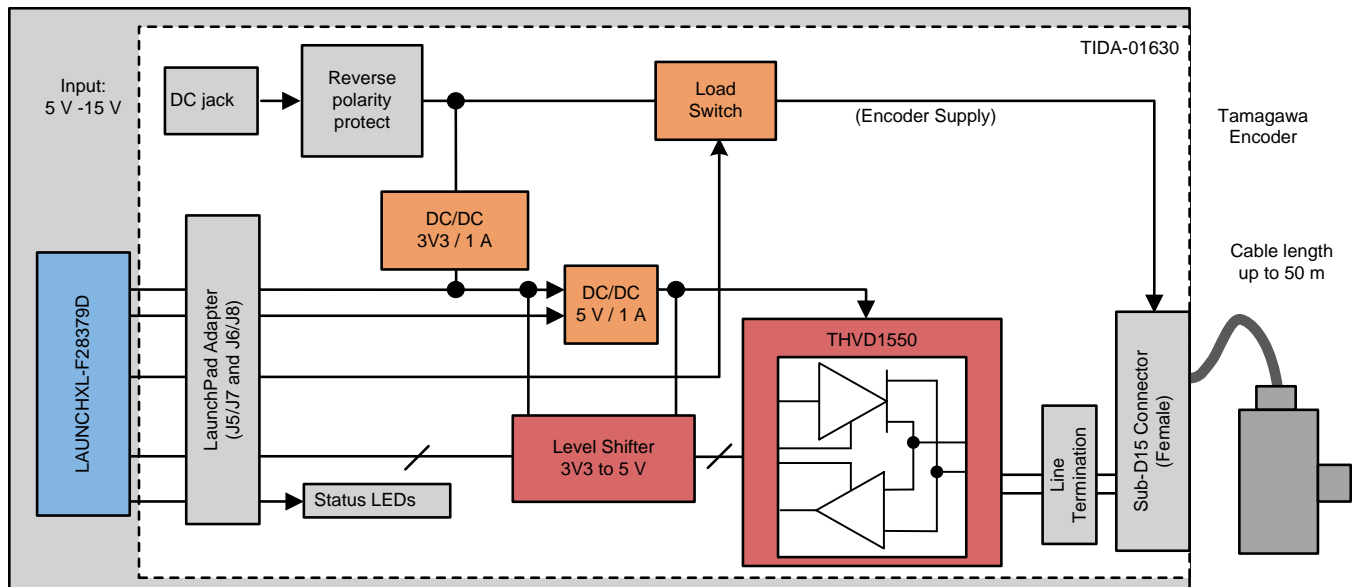 TIDA-01630
Input:
5 V -15 V
DC jack
Reverse
polarity
protect
Load
Switch
(Encoder Supply)
Tamagawa
Encoder
DC/DC
3V3 / 1 A
Cable length
up to 50 m
LAUNCHXL-F28379D
LaunchPad Adapter
(J5/J7 and J6/J8)
DC/DC
5 V / 1 A
THVD1550
Level Shifter
3V3 to 5 V
Status LEDs
Line
Termination
Sub-D15 Connector
(Female)